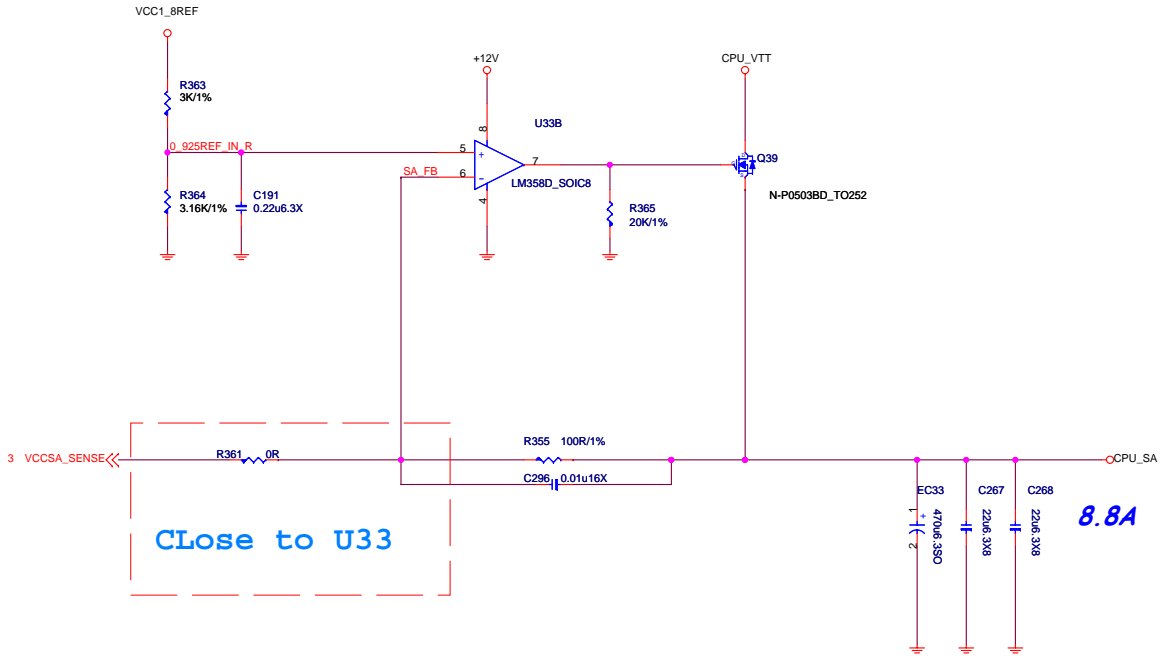 VCC1_8REF
R363
3K/1%
0_925REF_IN_R
R364
3.16K/1%
C191
0.22u6.3X
+12V
8
U33B
5
+
7
SA_FB
6
-
LM358D_SOIC8
4
R365
20K/1%
CPU_VTT
Q39
N-P0503BD_TO252
3 VCCSA_SENSE
R361 0R
R355 100R/1%
C296 0.01u16X
CPU_SA
EC33
1
+
2
470u6.3SO
C267
22u6.3X8
C268
22u6.3X8
8.8A
CLose to U33